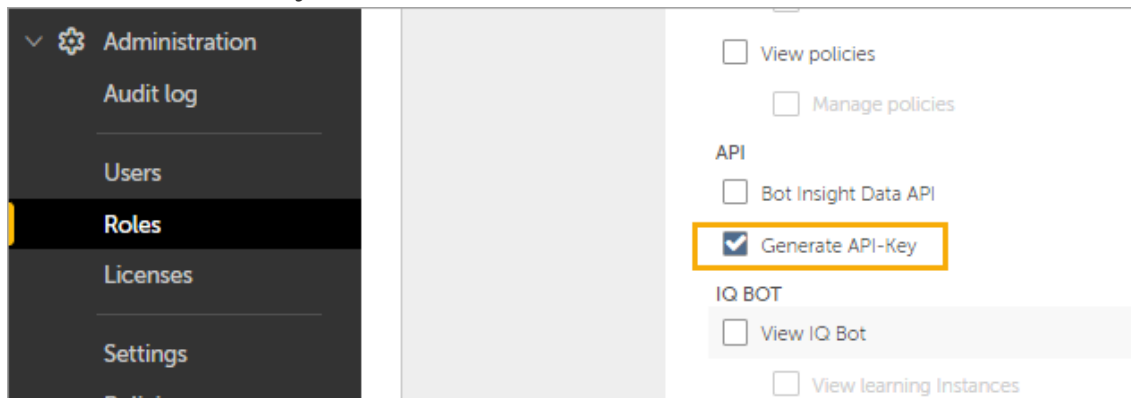 Administration
Audit log
Users
Roles
Licenses
Settings
View policies
Manage policies
API
Bot Insight Data API
Generate API-Key
IQ BOT
View IQ Bot
View learning Instances